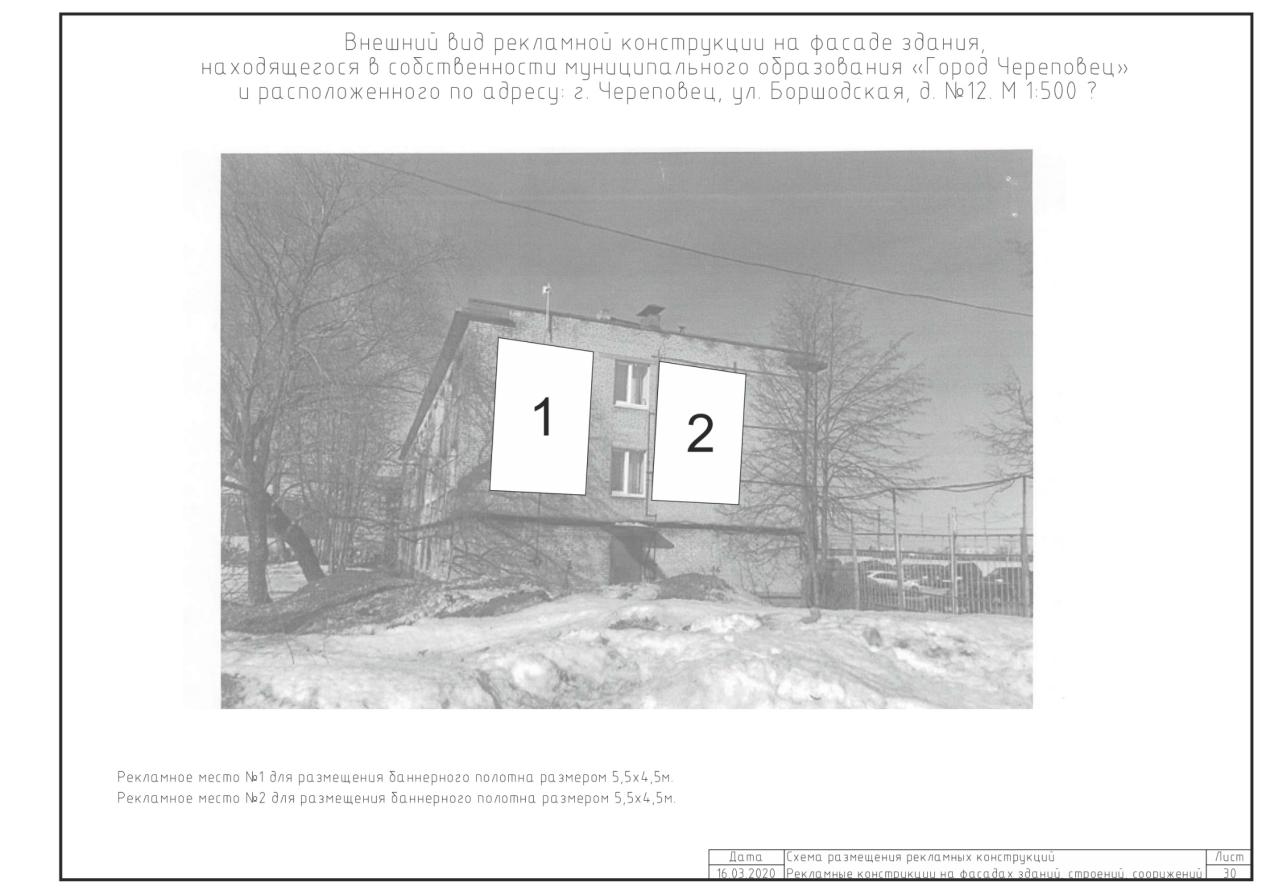 Внешний вид рекламной конструкции на фасаде здания,
находящегося в собственности муниципального образования «Город Череповец»
и расположенного по адресу: г. Череповец, ул. Боршодская, д. №12. М 1:500 ?
1
2
Рекламное место №1 для размещения баннерного полотна размером 5,5х4,5м.
Рекламное место №2 для размещения баннерного полотна размером 5,5х4,5м.
Дата Схема размещения рекламных конструкций Лист
16.03.2020 Рекламные конструкции на фасадах зданий, строений, сооружений 30